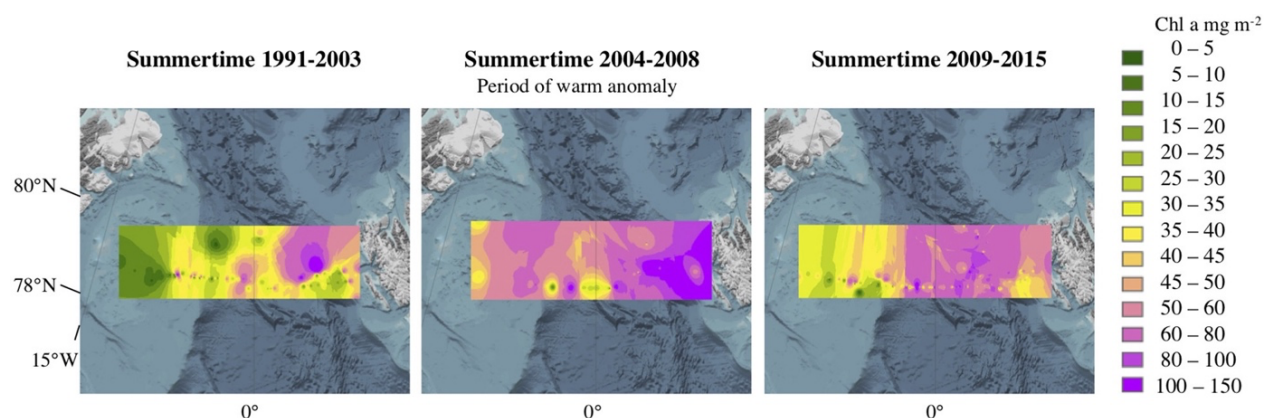 Summertime 1991-2003
Summertime 2004-2008
Period of warm anomaly
Summertime 2009-2015
Chl a mg m-2
0 – 5
5 – 10
10 – 15
15 – 20
20 – 25
25 – 30
30 – 35
35 – 40
40 – 45
45 – 50
50 – 60
60 – 80
80 – 100
100 – 150
80°N
78°N
15°W
0°
0°
0°